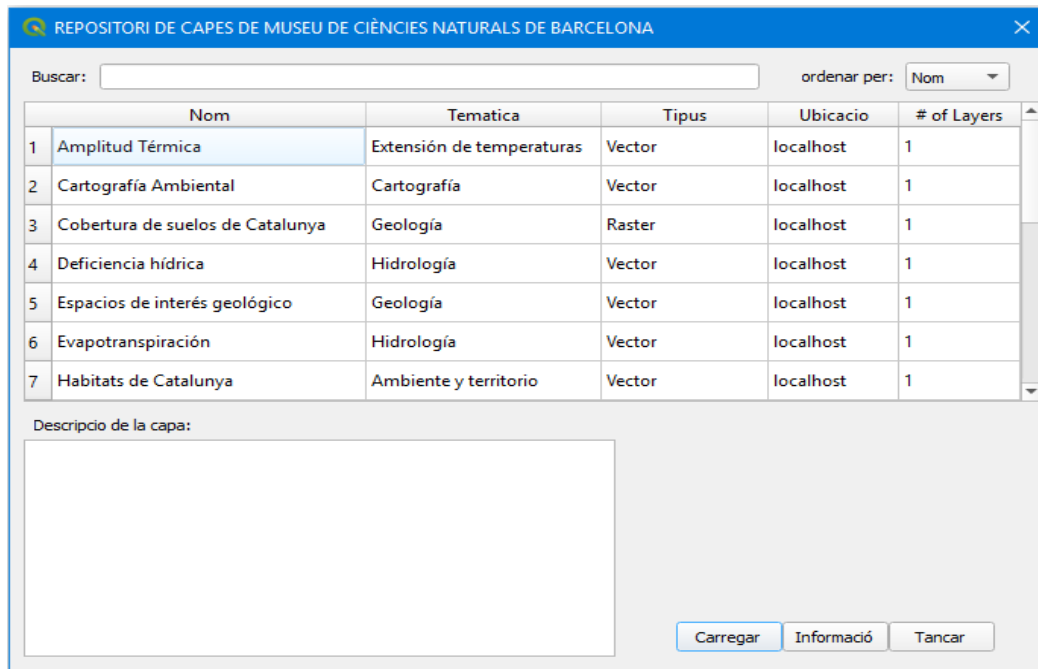 REPOSITORI DE CAPES DE MUSEU DE CIÈNCIES NATURALS DE BARCELONA
Buscar: ordenar per: Nom
Nom Tematica Tipus Ubicacio # of Layers
1 Amplitud Térmica Extensión de temperaturas Vector localhost 1
2 Cartografía Ambiental Cartografía Vector localhost 1
3 Cobertura de suelos de Catalunya Geología Raster localhost 1
4 Deficiencia hídrica Hidrología Vector localhost 1
5 Espacios de interés geológico Geología Vector localhost 1
6 Evapotranspiración Hidrología Vector localhost 1
7 Habitats de Catalunya Ambiente y territorio Vector localhost 1
Descripcio de la capa:
Carregar Informació Tancar